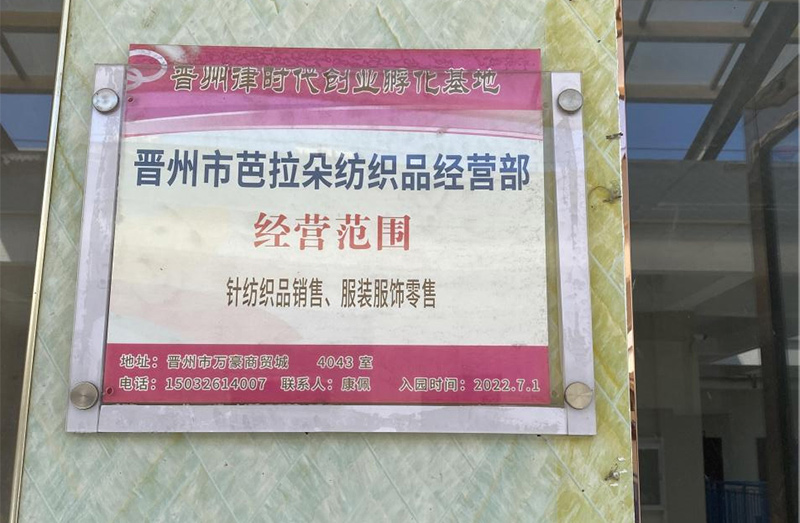 晋州律时代创业孵化基地
晋州市芭拉朵纺织品经营部
经营范围
针纺织品销售、服装服饰零售
地址：晋州市万豪商贸城 4043 室
电话：15032614007 联系人：康佩 入园时间：2022.7.1